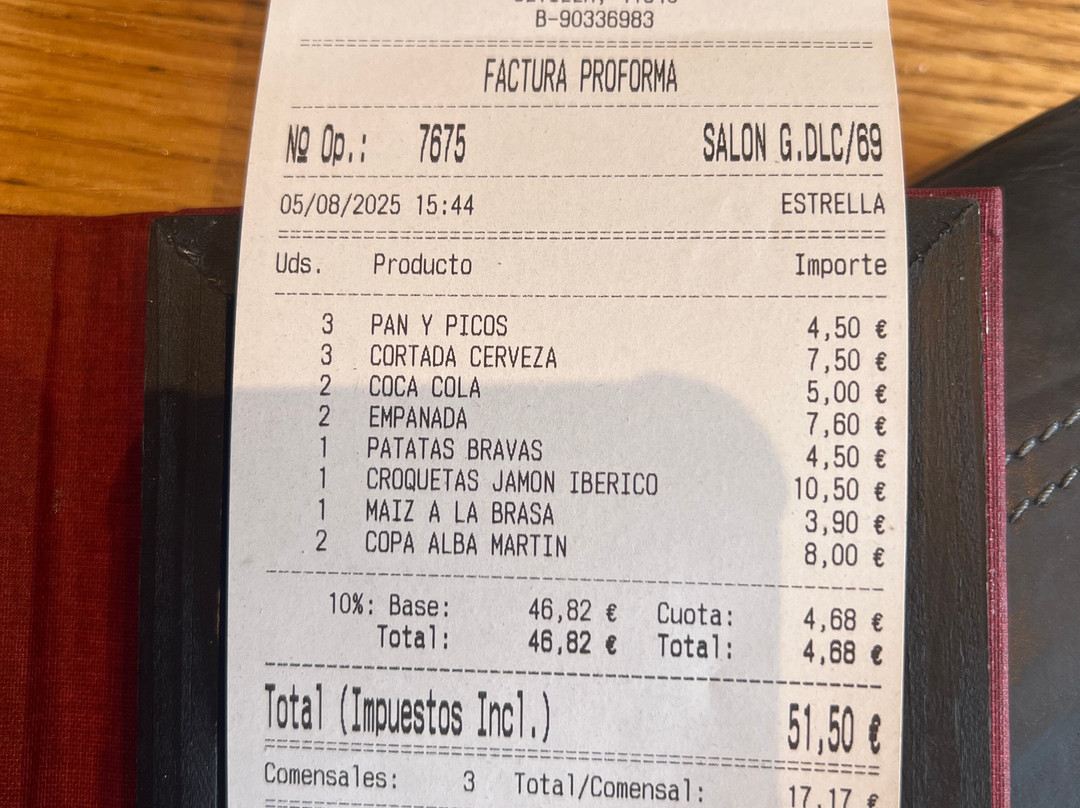 B-90336983
FACTURA PROFORMA
Nº Op.: 7675 SALON G.DLC/69
05/08/2025 15:44 ESTRELLA
Uds. Producto Importe
3 PAN Y PICOS 4,50 €
3 CORTADA CERVEZA 7,50 €
2 COCA COLA 5,00 €
2 EMPANADA 7,60 €
1 PATATAS BRAVAS 4,50 €
1 CROQUETAS JAMON IBERICO 10,50 €
1 MAIZ A LA BRASA 3,90 €
2 COPA ALBA MARTIN 8,00 €
10%: Base: 46,82 € Cuota: 4,68 €
Total: 46,82 € Total: 4,68 €
Total (Impuestos Incl.) 51,50 €
Comensales: 3 Total/Comensal: 17,17 €